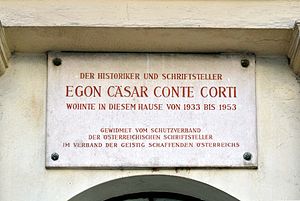 DER HISTORIKER UND SCHRIFTSTELLER
EGON CÄSAR CONTE CORTI
WOHNTE IN DIESEM HAUSE VON 1933 BIS 1953
GEWIDMET VOM SCHUTZVERBAND
DER ÖSTERREICHISCHEN SCHRIFTSTELLER
IM VERBAND DER GEISTIG SCHAFFENDEN ÖSTERREICHS